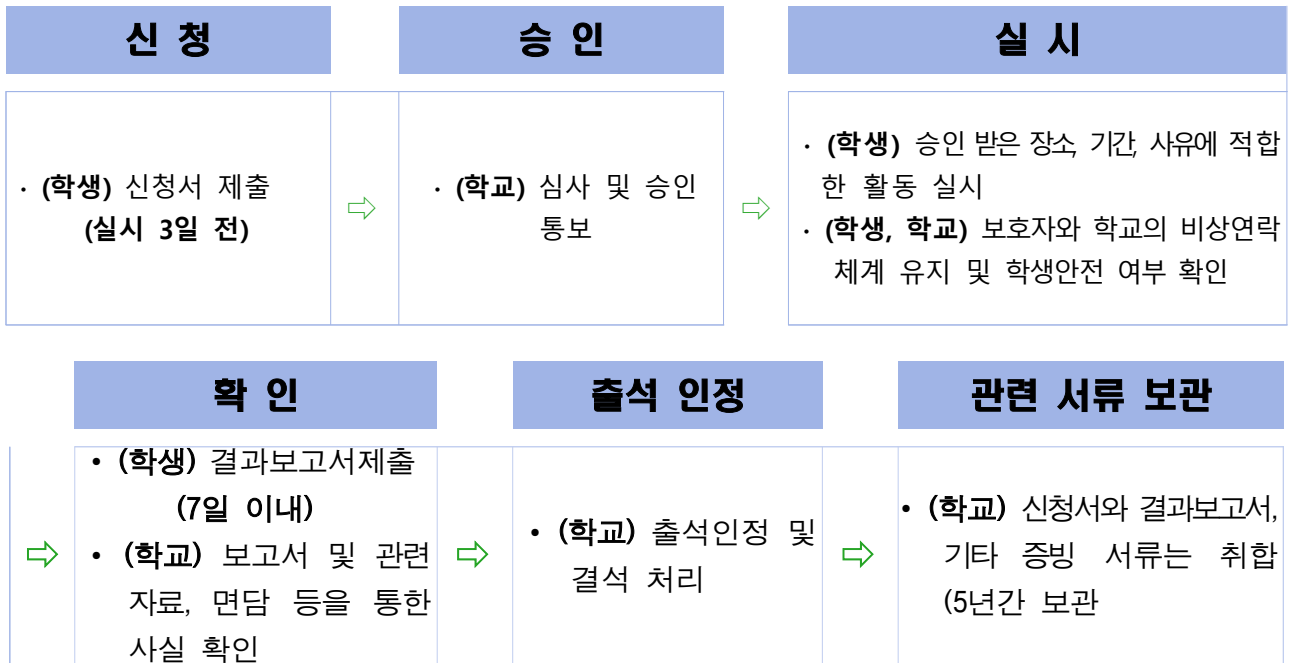 신 청
승 인
실 시
· (학생) 신청서 제출
(실시 3일 전)
⇨
· (학교) 심사 및 승인
통보
⇨
· (학생) 승인 받은 장소, 기간, 사유에 적합
한 활동 실시
· (학생, 학교) 보호자와 학교의 비상연락
체계 유지 및 학생안전 여부 확인
확 인
출석 인정
관련 서류 보관
⇨
• (학생) 결과보고서제출
(7일 이내)
• (학교) 보고서 및 관련
자료, 면담 등을 통한
사실 확인
⇨
• (학교) 출석인정 및
결석 처리
⇨
• (학교) 신청서와 결과보고서,
기타 증빙 서류는 취합
(5년간 보관